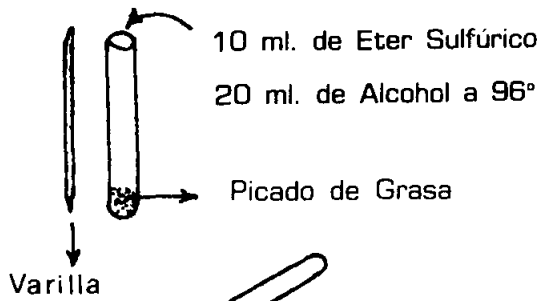 10 ml. de Eter Sulfúrico
20 ml. de Alcohol a 96°
Picado de Grasa
Varilla